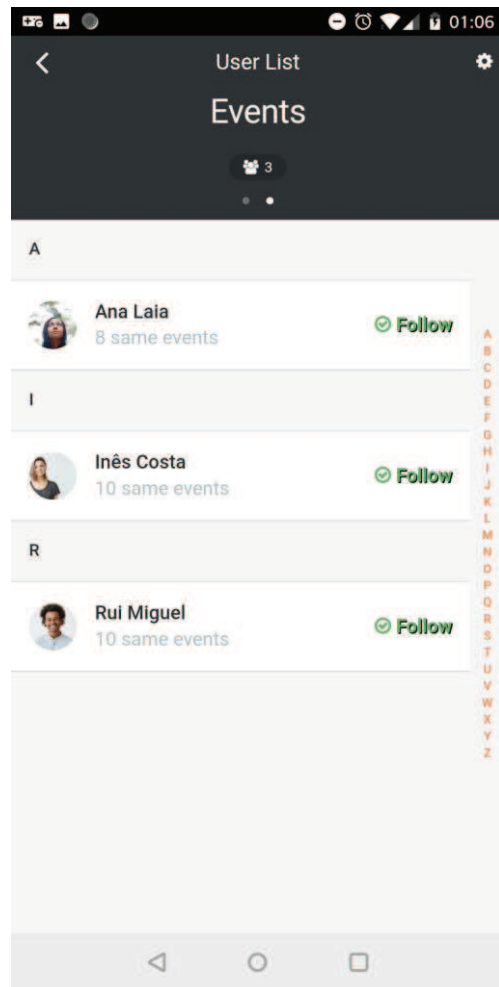 01:06
User List
Events
3
A
Ana Laia
8 same events
Follow
I
Inês Costa
10 same events
Follow
R
Rui Miguel
10 same events
Follow
A
B
C
D
E
F
G
H
I
J
K
L
M
N
O
P
Q
R
S
T
U
V
W
X
Y
Z